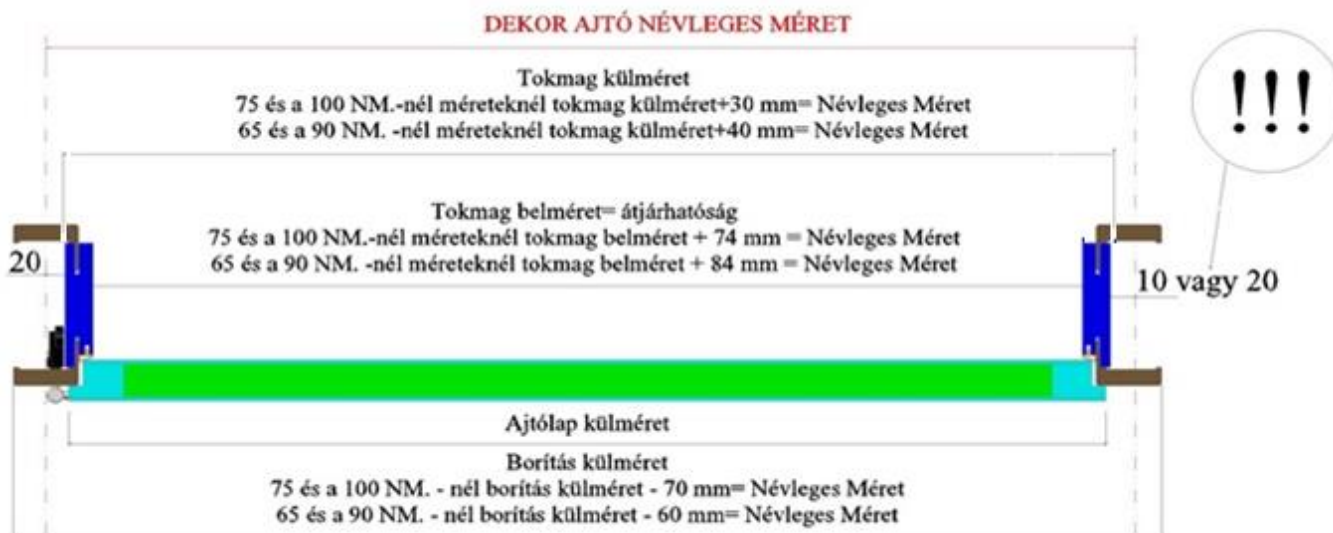 DEKOR AJTÓ NÉVLEGES MÉRET
Tokmag külméret
75 és a 100 NM.-nél méreteknél tokmag külméret+30 mm= Névleges Méret
65 és a 90 NM. -nél méreteknél tokmag külméret+40 mm= Névleges Méret
!!!
Tokmag belméret= átjárhatóság
75 és a 100 NM.-nél méreteknél tokmag belméret + 74 mm = Névleges Méret
65 és a 90 NM. -nél méreteknél tokmag belméret + 84 mm = Névleges Méret
20
10 vagy 20
Ajtólap külméret
Borítás külméret
75 és a 100 NM. - nél borítás külméret - 70 mm= Névleges Méret
65 és a 90 NM. - nél borítás külméret - 60 mm= Névleges Méret